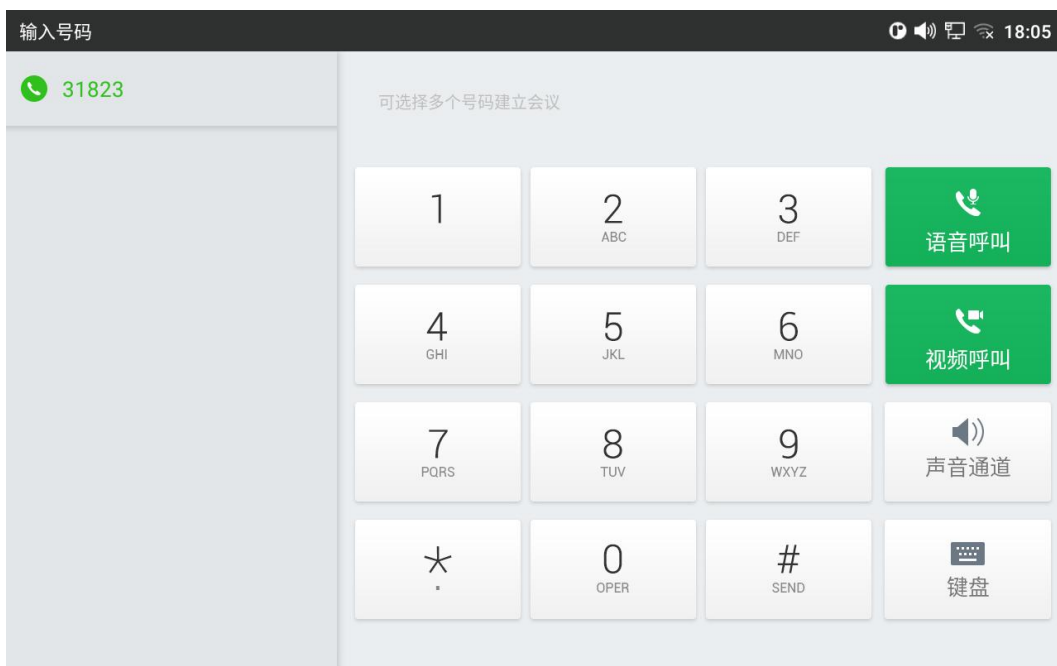 输入号码
18:05
31823
可选择多个号码建立会议
1
2
ABC
3
DEF
语音呼叫
4
GHI
5
JKL
6
MNO
视频呼叫
7
PQRS
8
TUV
9
WXYZ
声音通道
*
.
0
OPER
#
SEND
键盘